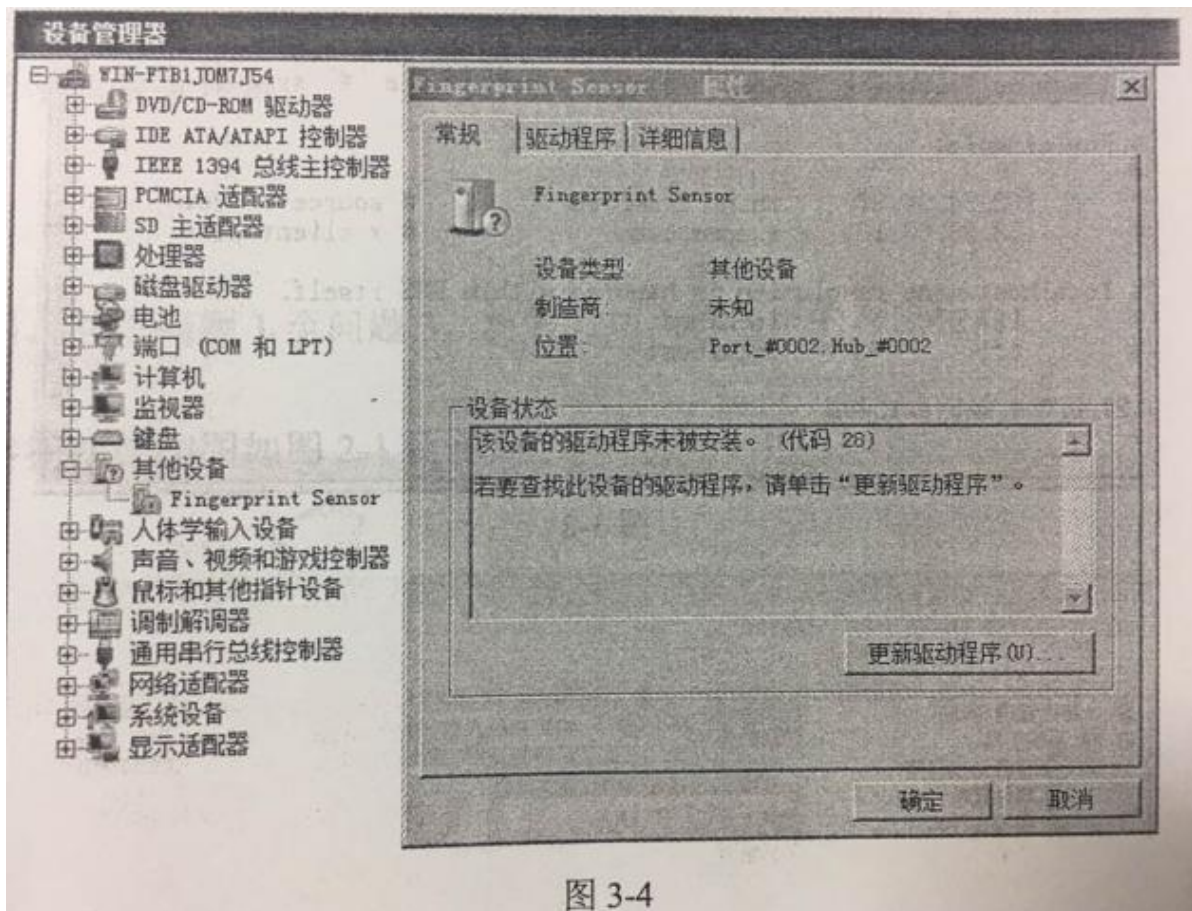 设备管理器
WIN-FTB1JOM7J54
DVD/CD-ROM 驱动器
IDE ATA/ATAPI 控制器
IEEE 1394 总线主控制器
PCMCIA 适配器
SD 主适配器
处理器
磁盘驱动器
电池
端口 (COM 和 LPT)
计算机
监视器
键盘
其他设备
Fingerprint Sensor
人体学输入设备
声音、视频和游戏控制器
鼠标和其他指针设备
调制解调器
通用串行总线控制器
网络适配器
系统设备
显示适配器
Fingerprint Sensor 属性
常规 驱动程序 详细信息
Fingerprint Sensor
设备类型: 其他设备
制造商: 未知
位置: Port_#0002.Hub_#0002
设备状态
该设备的驱动程序未被安装。 (代码 28)
若要查找此设备的驱动程序，请单击“更新驱动程序”。
更新驱动程序(U)...
确定 取消
图 3-4